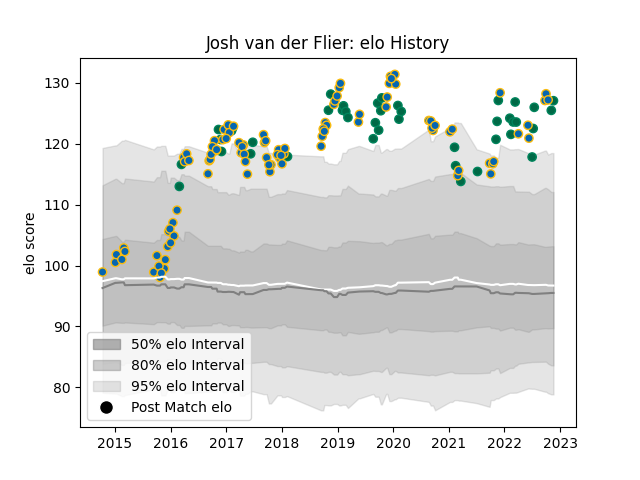 Josh van der Flier: elo History
elo score
130
120
110
100
90
80
50% elo Interval
80% elo Interval
95% elo Interval
Post Match elo
2015 2016 2017 2018 2019 2020 2021 2022 2023